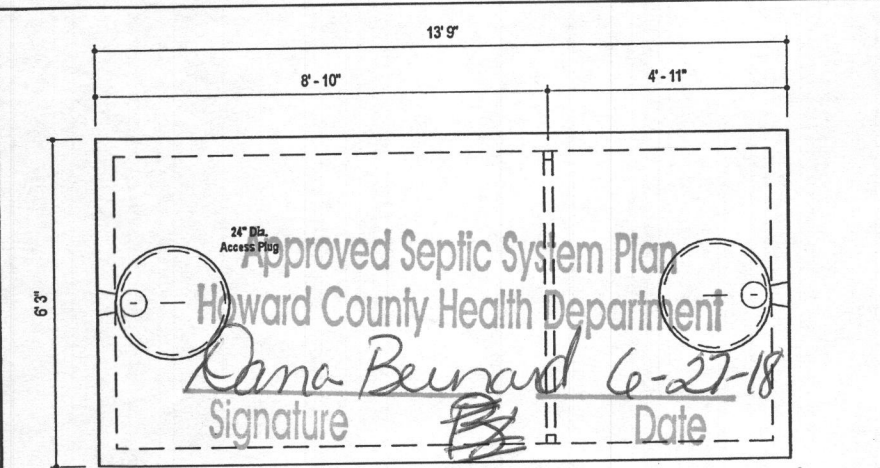 13' 9"
8' - 10"
4' - 11"
6' 3"
24" Dia.
Access Plug
Approved Septic System Plan
Howard County Health Department
Dana Bernard 6-27-18
Signature Date